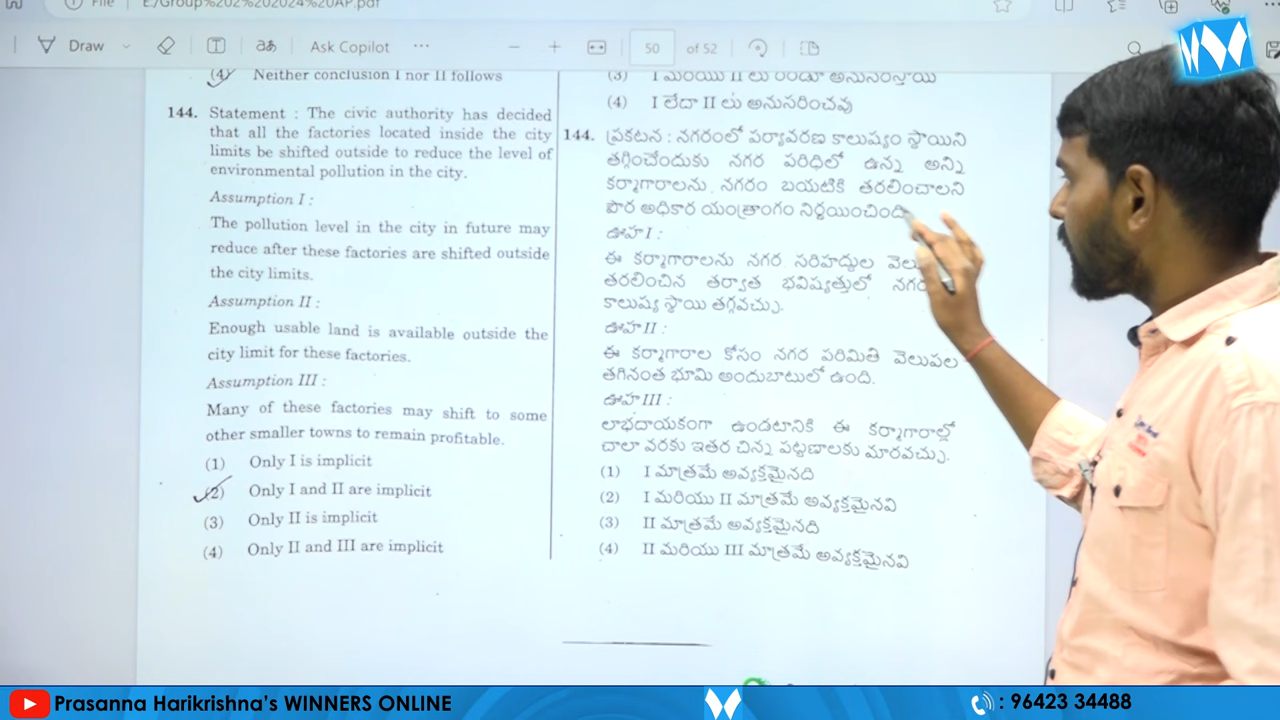 File
E:/Group%202%202024%20AP.pdf
Draw
Ask Copilot
50 of 52
(4) Neither conclusion I nor II follows
144. Statement : The civic authority has decided
that all the factories located inside the city
limits be shifted outside to reduce the level of
environmental pollution in the city.
Assumption I :
The pollution level in the city in future may
reduce after these factories are shifted outside
the city limits.
Assumption II :
Enough usable land is available outside the
city limit for these factories.
Assumption III :
Many of these factories may shift to some
other smaller towns to remain profitable.
(1) Only I is implicit
(2) Only I and II are implicit
(3) Only II is implicit
(4) Only II and III are implicit
(3) I మరియు II లు రెండూ అనుసరిస్తాయి
(4) I లేదా II లు అనుసరించవు
144. ప్రకటన : నగరంలో పర్యావరణ కాలుష్యం స్థాయిని
తగ్గించేందుకు నగర పరిధిలో ఉన్న అన్ని
కర్మాగారాలను నగరం బయటికి తరలించాలని
పౌర అధికార యంత్రాంగం నిర్ణయించింది
ఊహ I :
ఈ కర్మాగారాలను నగర సరిహద్దుల
తరలించిన తర్వాత భవిష్యత్తులో
కాలుష్య స్థాయి తగ్గవచ్చు.
ఊహ II :
ఈ కర్మాగారాల కోసం నగర పరిమితి వెలుపల
తగినంత భూమి అందుబాటులో ఉంది.
ఊహ III :
లాభదాయకంగా ఉండటానికి ఈ కర్మాగారాల్లో
చాలా వరకు ఇతర చిన్న పట్టణాలకు మారవచ్చు.
(1) I మాత్రమే అవ్యక్తమైనది
(2) I మరియు II మాత్రమే అవ్యక్తమైనవి
(3) II మాత్రమే అవ్యక్తమైనది
(4) II మరియు III మాత్రమే అవ్యక్తమైనవి
Prasanna Harikrishna's WINNERS ONLINE
: 96423 34488